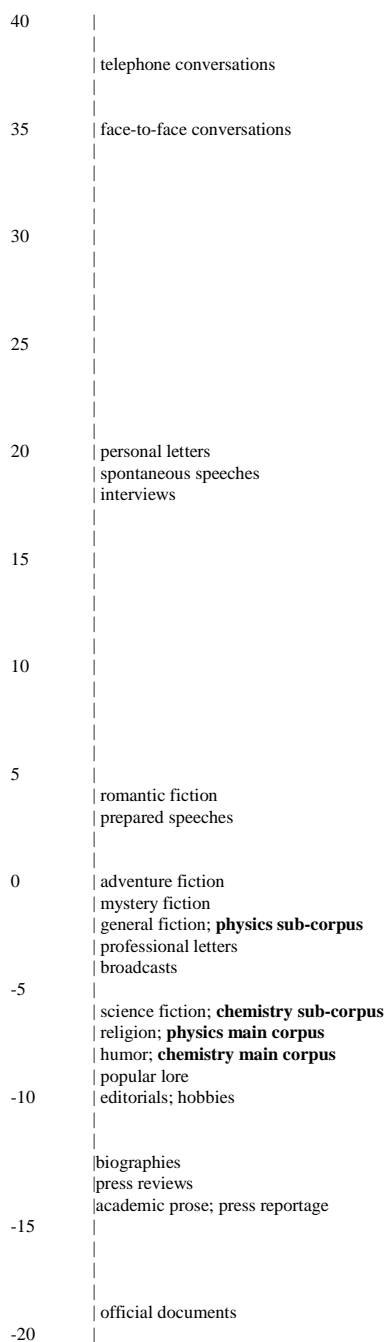 40 |
| telephone conversations
|
|
35 | face-to-face conversations
|
|
|
|
30 |
|
|
|
|
25 |
|
|
|
|
20 | personal letters
| spontaneous speeches
| interviews
|
|
15 |
|
|
|
|
10 |
|
|
|
|
5 |
| romantic fiction
| prepared speeches
|
|
0 | adventure fiction
| mystery fiction
| general fiction; physics sub-corpus
| professional letters
| broadcasts
-5 |
| science fiction; chemistry sub-corpus
| religion; physics main corpus
| humor; chemistry main corpus
| popular lore
-10 | editorials; hobbies
|
|
|biographies
|press reviews
|academic prose; press reportage
-15 |
|
|
|
| official documents
-20 |